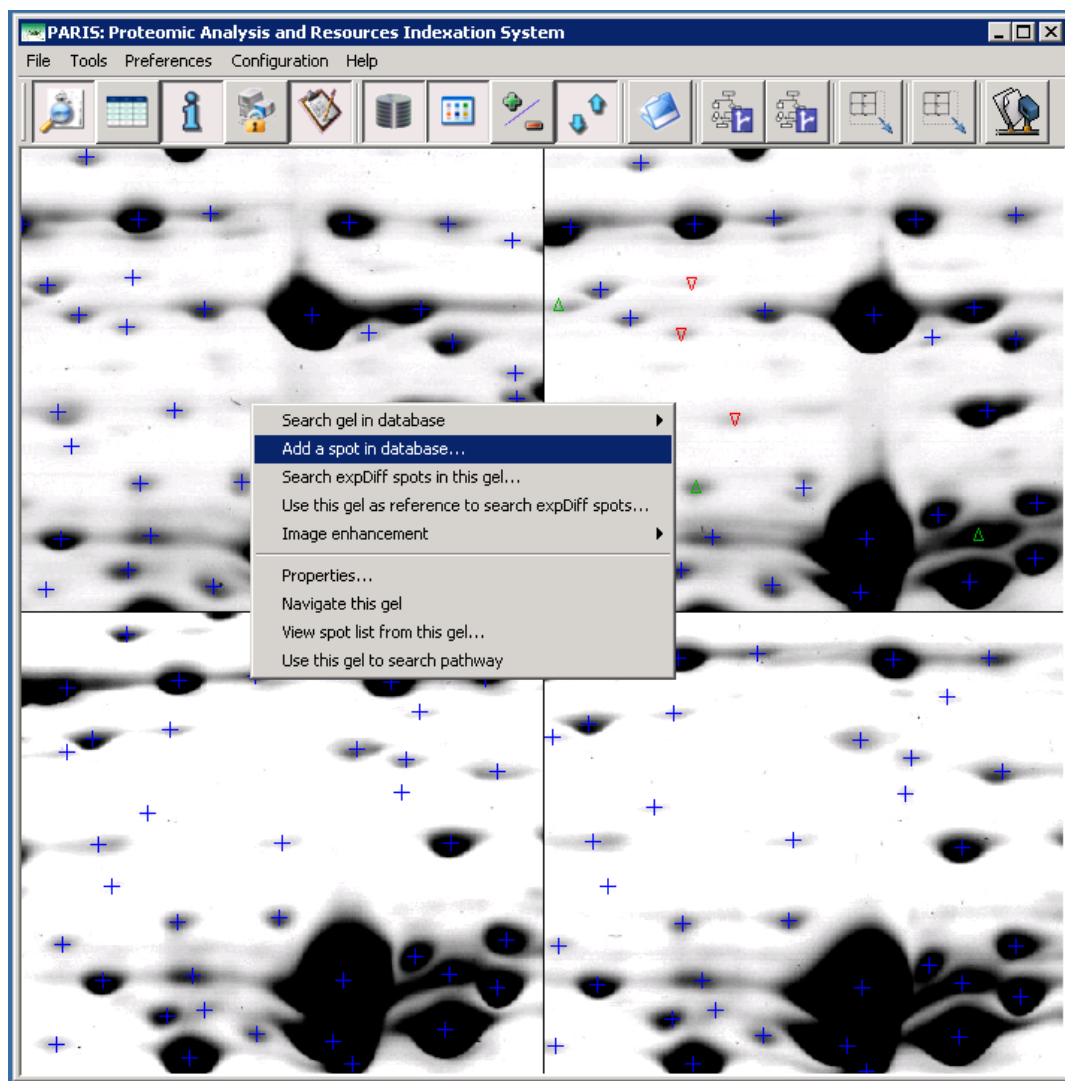 PARIS: Proteomic Analysis and Resources Indexation System
File Tools Preferences Configuration Help
Search gel in database
Add a spot in database...
Search expDiff spots in this gel...
Use this gel as reference to search expDiff spots...
Image enhancement
Properties...
Navigate this gel
View spot list from this gel...
Use this gel to search pathway